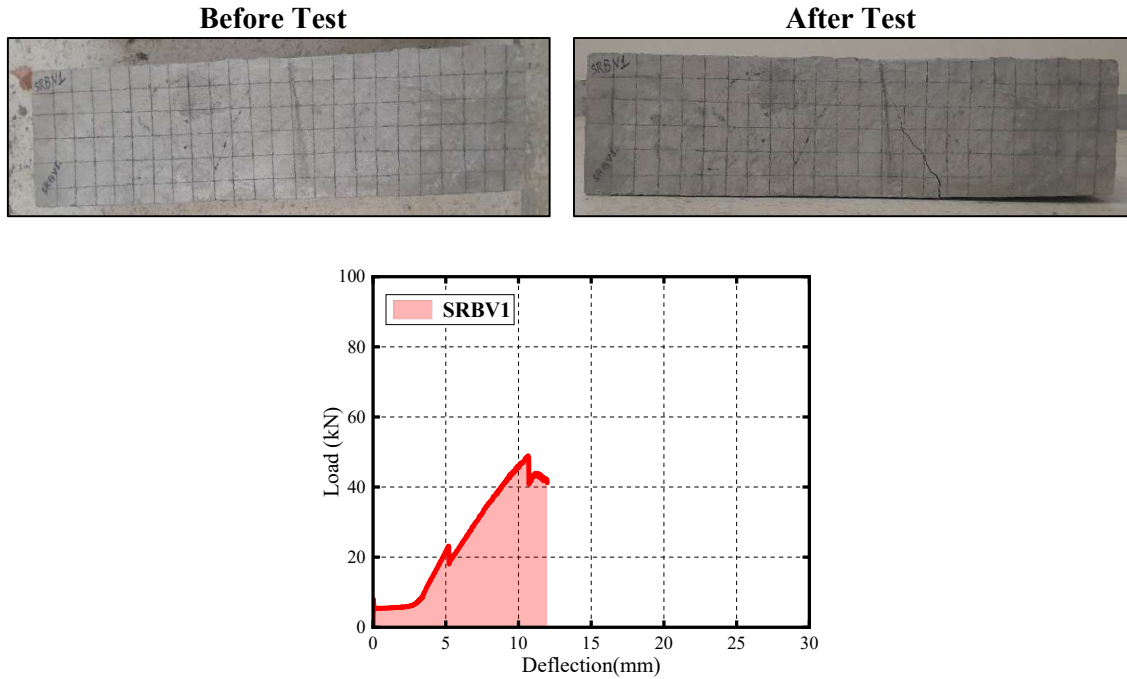 Before Test
After Test
SRBV1
SRBV1
SRBV1
SRBV1
SRBV1
100
80
60
40
20
0
0 5 10 15 20 25 30
Load (kN)
Deflection(mm)